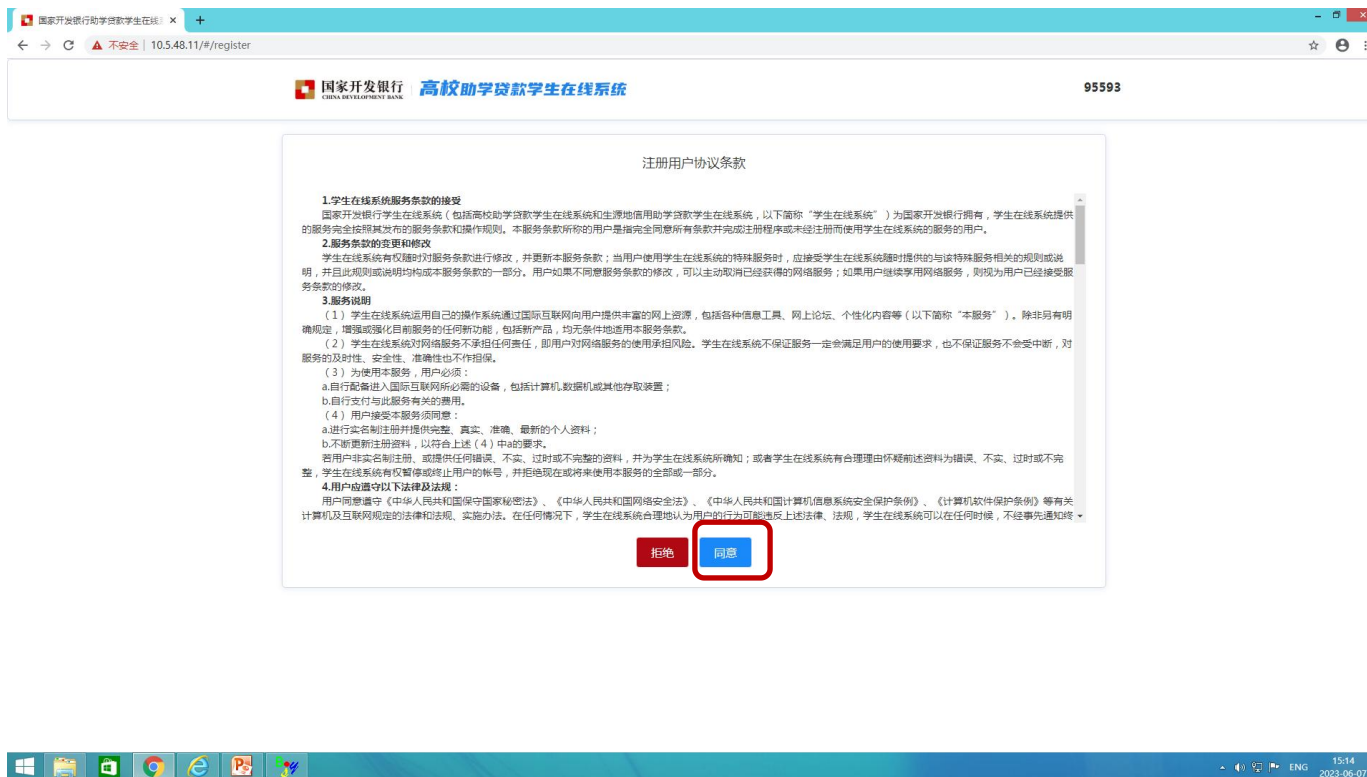 国家开发银行助学贷款学生在线
不安全 | 10.5.48.11/#/register
国家开发银行 高校助学贷款学生在线系统 95593
CHINA DEVELOPMENT BANK
注册用户协议条款
1.学生在线系统服务条款的接受
国家开发银行学生在线系统（包括高校助学贷款学生在线系统和生源地信用助学贷款学生在线系统，以下简称“学生在线系统”）为国家开发银行拥有，学生在线系统提供
的服务完全按照其发布的服务条款和操作规则。本服务条款所称的用户是指完全同意所有条款并完成注册程序或未经注册而使用学生在线系统的服务的用户。
2.服务条款的变更和修改
学生在线系统有权随时对服务条款进行修改，并更新本服务条款；当用户使用学生在线系统的特殊服务时，应接受学生在线系统随时提供的与该特殊服务相关的规则或说
明，并且此规则或说明均构成本服务条款的一部分。用户如果不同意服务条款的修改，可以主动取消已经获得的网络服务；如果用户继续享用网络服务，则视为用户已经接受服
务条款的修改。
3.服务说明
（1）学生在线系统运用自己的操作系统通过国际互联网向用户提供丰富的网上资源，包括各种信息工具、网上论坛、个性化内容等（以下简称“本服务”）。除非另有明
确规定，增强或强化目前服务的任何新功能，包括新产品，均无条件地适用本服务条款。
（2）学生在线系统对网络服务不承担任何责任，即用户对网络服务的使用承担风险。学生在线系统不保证服务一定会满足用户的使用要求，也不保证服务不会受中断，对
服务的及时性、安全性、准确性也不作担保。
（3）为使用本服务，用户必须：
a.自行配备进入国际互联网所必需的设备，包括计算机.数据机或其他存取装置；
b.自行支付与此服务有关的费用。
（4）用户接受本服务须同意：
a.进行实名制注册并提供完整、真实、准确、最新的个人资料；
b.不断更新注册资料，以符合上述（4）中a的要求。
若用户非实名制注册、或提供任何错误、不实、过时或不完整的资料，并为学生在线系统所确知；或者学生在线系统有合理理由怀疑前述资料为错误、不实、过时或不完
整，学生在线系统有权暂停或终止用户的帐号，并拒绝现在或将来使用本服务的全部或一部分。
4.用户应遵守以下法律及法规：
用户同意遵守《中华人民共和国保守国家秘密法》、《中华人民共和国网络安全法》、《中华人民共和国计算机信息系统安全保护条例》、《计算机软件保护条例》等有关
计算机及互联网规定的法律和法规、实施办法。在任何情况下，学生在线系统合理地认为用户的行为可能违反上述法律、法规，学生在线系统可以在任何时候，不经事先通知终
拒绝 同意
ENG 15:14
2023-06-07